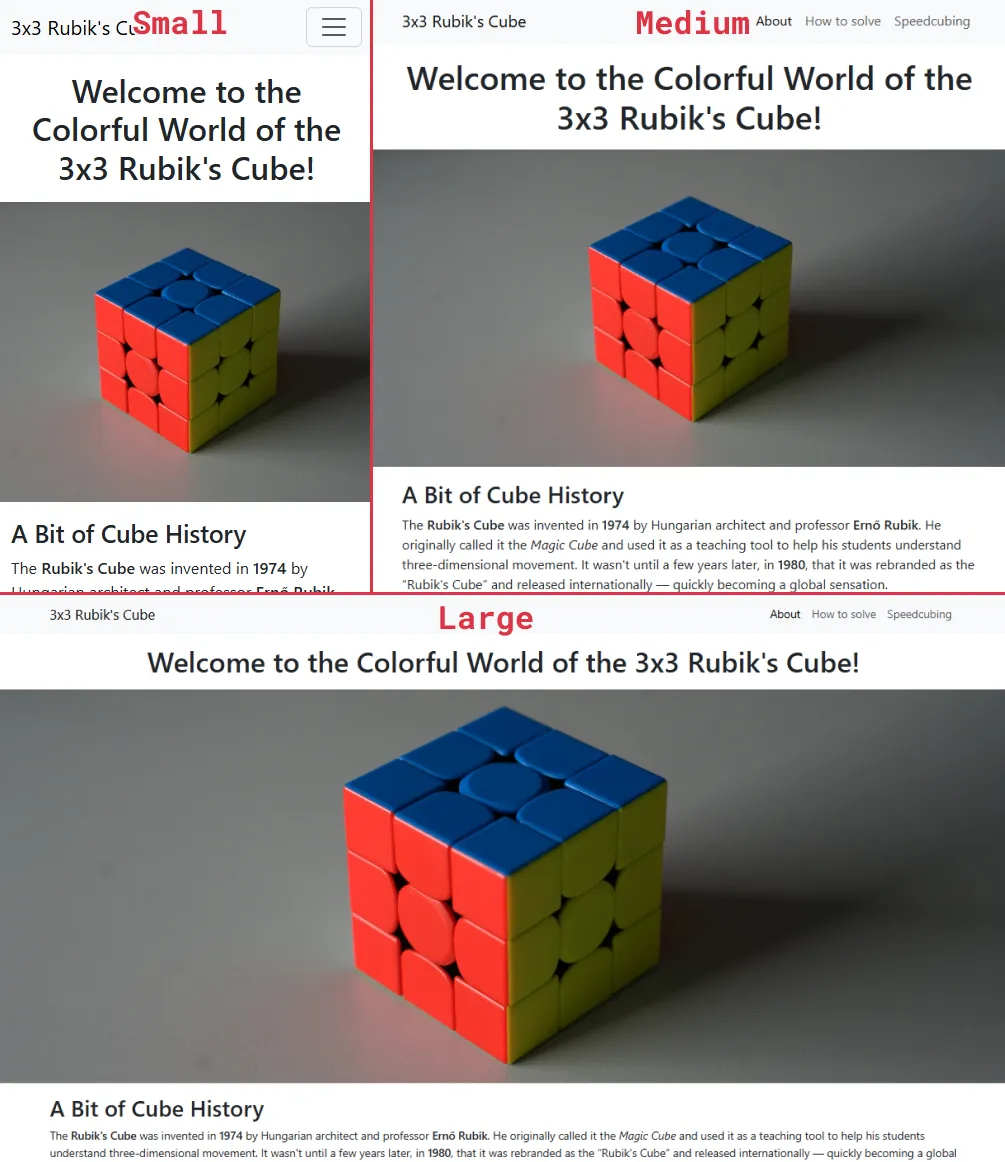 3x3 Rubik's Cu
Small
Welcome to the
Colorful World of the
3x3 Rubik's Cube!
A Bit of Cube History
The Rubik's Cube was invented in 1974 by
Hungarian architect and professor Ernő Rubik.
3x3 Rubik's Cube
Medium
About How to solve Speedcubing
Welcome to the Colorful World of the
3x3 Rubik's Cube!
A Bit of Cube History
The Rubik's Cube was invented in 1974 by Hungarian architect and professor Ernő Rubik. He
originally called it the Magic Cube and used it as a teaching tool to help his students understand
three-dimensional movement. It wasn't until a few years later, in 1980, that it was rebranded as the
“Rubik's Cube” and released internationally — quickly becoming a global sensation.
3x3 Rubik's Cube
Large
About How to solve Speedcubing
Welcome to the Colorful World of the 3x3 Rubik's Cube!
A Bit of Cube History
The Rubik's Cube was invented in 1974 by Hungarian architect and professor Ernő Rubik. He originally called it the Magic Cube and used it as a teaching tool to help his students
understand three-dimensional movement. It wasn't until a few years later, in 1980, that it was rebranded as the “Rubik's Cube” and released internationally — quickly becoming a global